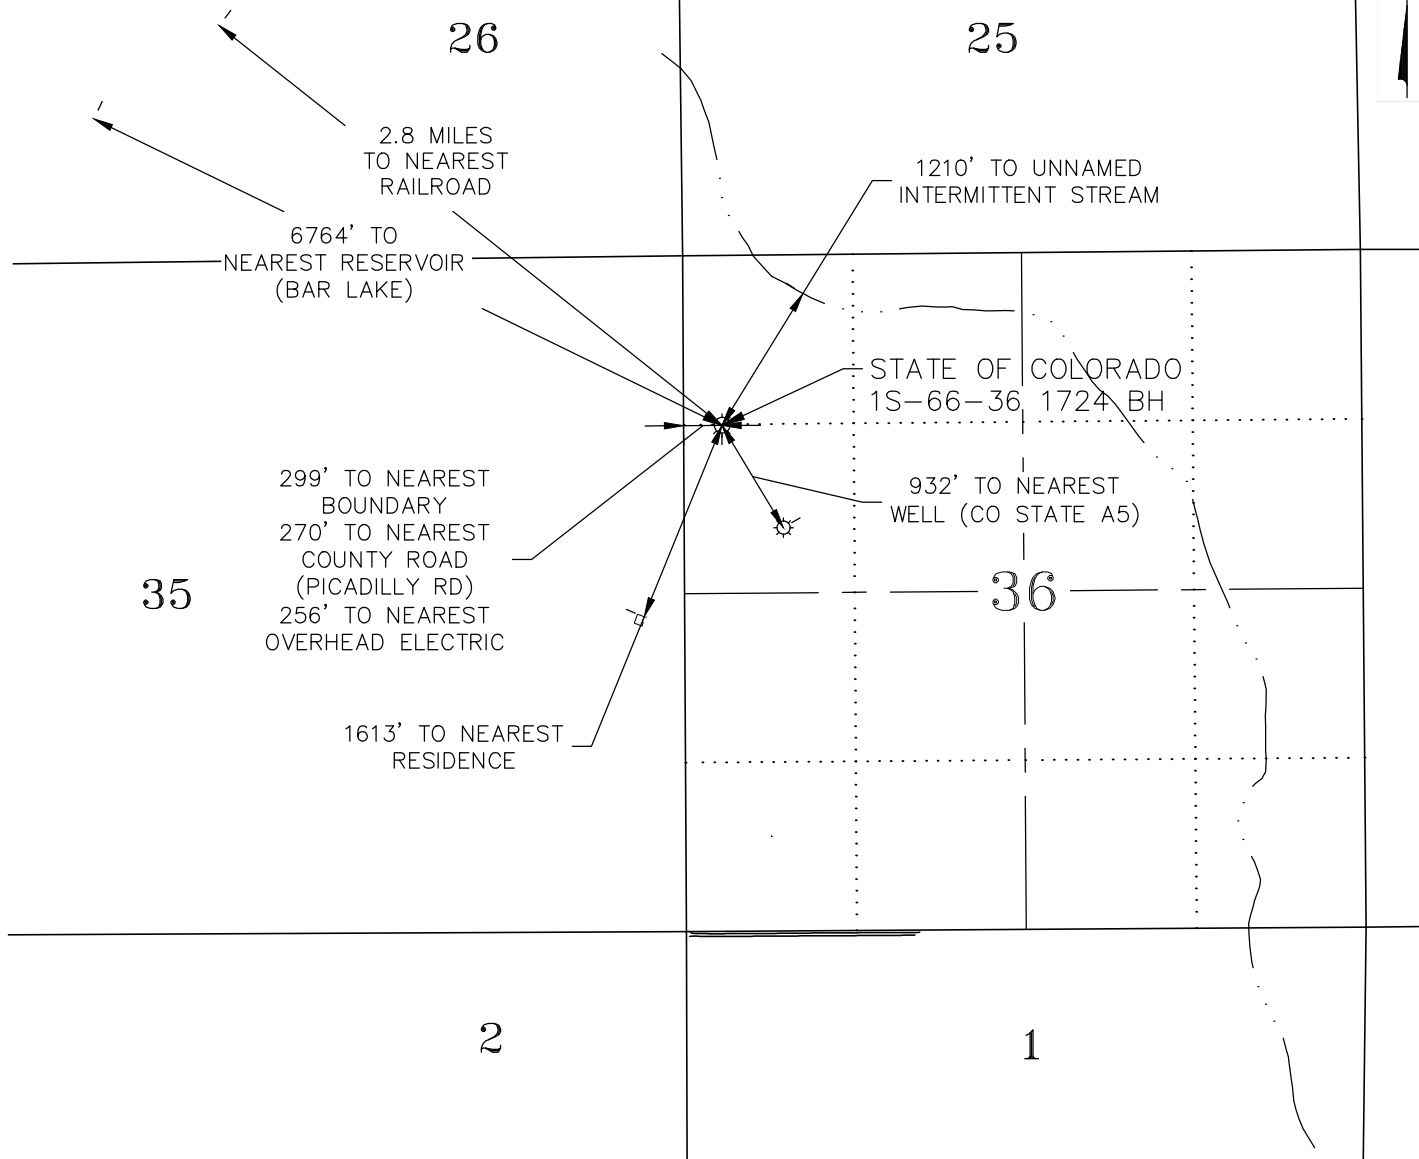 26
25
2.8 MILES
TO NEAREST
RAILROAD
1210' TO UNNAMED
INTERMITTENT STREAM
6764' TO
NEAREST RESERVOIR
(BAR LAKE)
STATE OF COLORADO
1S-66-36 1724 BH
299' TO NEAREST
BOUNDARY
270' TO NEAREST
COUNTY ROAD
(PICADILLY RD)
256' TO NEAREST
OVERHEAD ELECTRIC
932' TO NEAREST
WELL (CO STATE A5)
35
36
1613' TO NEAREST
RESIDENCE
2
1